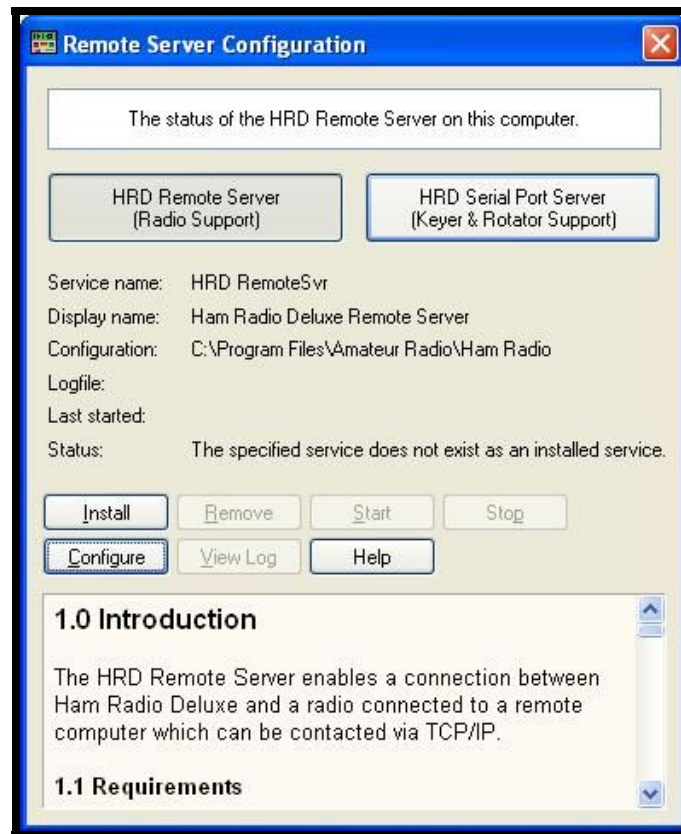 Remote Server Configuration
The status of the HRD Remote Server on this computer.
HRD Remote Server
(Radio Support)
HRD Serial Port Server
(Keyer & Rotator Support)
Service name: HRD RemoteSvr
Display name: Ham Radio Deluxe Remote Server
Configuration: C:\Program Files\Amateur Radio\Ham Radio
Logfile:
Last started:
Status: The specified service does not exist as an installed service.
Install Remove Start Stop
Configure View Log Help
1.0 Introduction
The HRD Remote Server enables a connection between
Ham Radio Deluxe and a radio connected to a remote
computer which can be contacted via TCP/IP.
1.1 Requirements